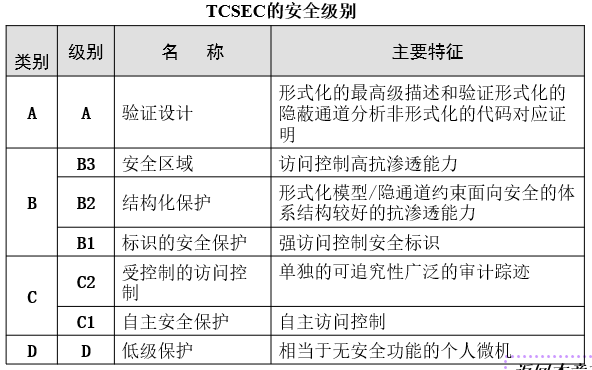 TCSEC的安全级别
类别 级别 名 称 主要特征
A A 验证设计 形式化的最高级描述和验证形式化的
隐蔽通道分析非形式化的代码对应证
明
B3 安全区域 访问控制高抗渗透能力
B B2 结构化保护 形式化模型/隐通道约束面向安全的体
系结构较好的抗渗透能力
B1 标识的安全保护 强访问控制安全标识
C C2 受控制的访问控 单独的可追究性广泛的审计踪迹
制
C1 自主安全保护 自主访问控制
D D 低级保护 相当于无安全功能的个人微机